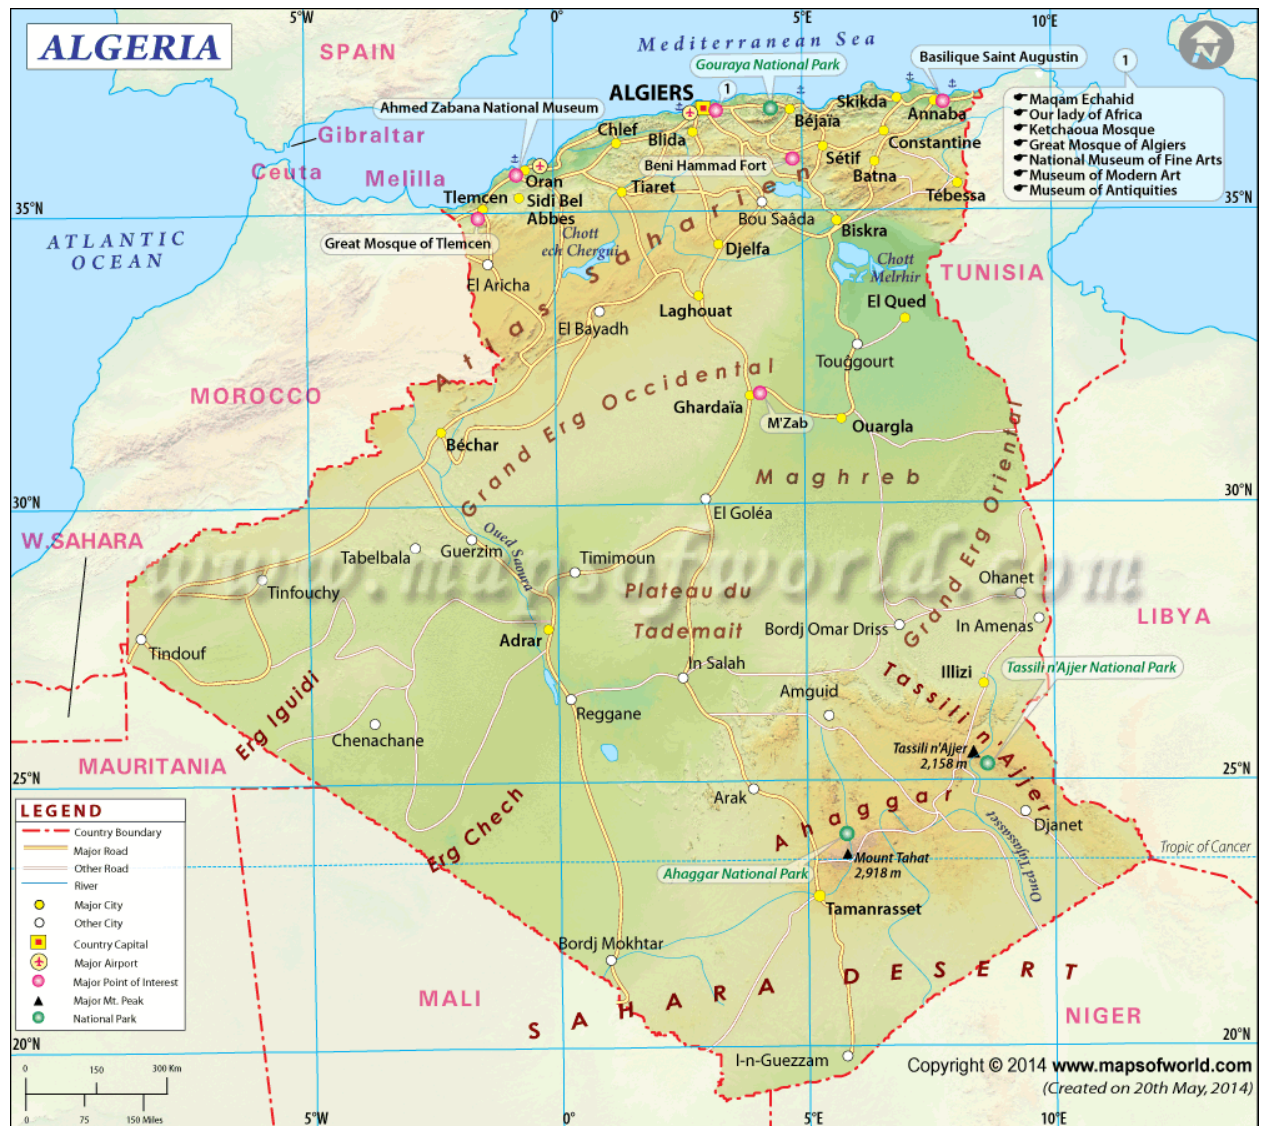 5°W
0°
5°E
10°E
ALGERIA
SPAIN
Mediterranean Sea
Gouraya National Park
Basilique Saint Augustin
1
ALGIERS
1
Ahmed Zabana National Museum
Skikda
Annaba
Maqam Echahid
Our lady of Africa
Ketchaoua Mosque
Great Mosque of Algiers
National Museum of Fine Arts
Museum of Modern Art
Museum of Antiquities
Gibraltar
Chlef
Blida
Béjaïa
Constantine
Ceuta
Melilla
Beni Hammad Fort
Sétif
Batna
Oran
Tiaret
Tébessa
Tlemcen
Sidi Bel
Abbes
35°N
35°N
Bou Saâda
Biskra
ATLANTIC
OCEAN
Great Mosque of Tlemcen
Chott
ech Chergui
Djelfa
Chott
Melrhir
TUNISIA
El Aricha
Atlas Saharien
Laghouat
El Qued
El Bayadh
Touggourt
MOROCCO
Grand Erg Occidental
Ghardaïa
M'Zab
Ouargla
Béchar
Maghreb
Grand Erg Oriental
30°N
30°N
El Goléa
W.SAHARA
Oued Saoura
Tabelbala
Guerzim
Timimoun
www.mapsofworld.com
Tinfouchy
Ohanet
Plateau du
Tademait
Bordj Omar Driss
In Amenas
LIBYA
Adrar
Tindouf
In Salah
Illizi
Tassili n'Ajjer National Park
Tassili n'Ajjer
Amguid
Erg Iguidi
Reggane
Chenachane
Tassili n'Ajjer
2,158 m
MAURITANIA
25°N
25°N
Arak
Ahaggar
Djanet
Erg Chech
Oued Tafassasset
Tropic of Cancer
Mount Tahat
2,918 m
Ahaggar National Park
Tamanrasset
LEGEND
Country Boundary
Major Road
Other Road
River
Major City
Other City
Country Capital
Major Airport
Major Point of Interest
Major Mt. Peak
National Park
Bordj Mokhtar
SAHARA DESERT
MALI
NIGER
20°N
20°N
I-n-Guezzam
Copyright © 2014 www.mapsofworld.com
(Created on 20th May, 2014)
0 150 300 Km
0 75 150 Miles
5°W
0°
5°E
10°E